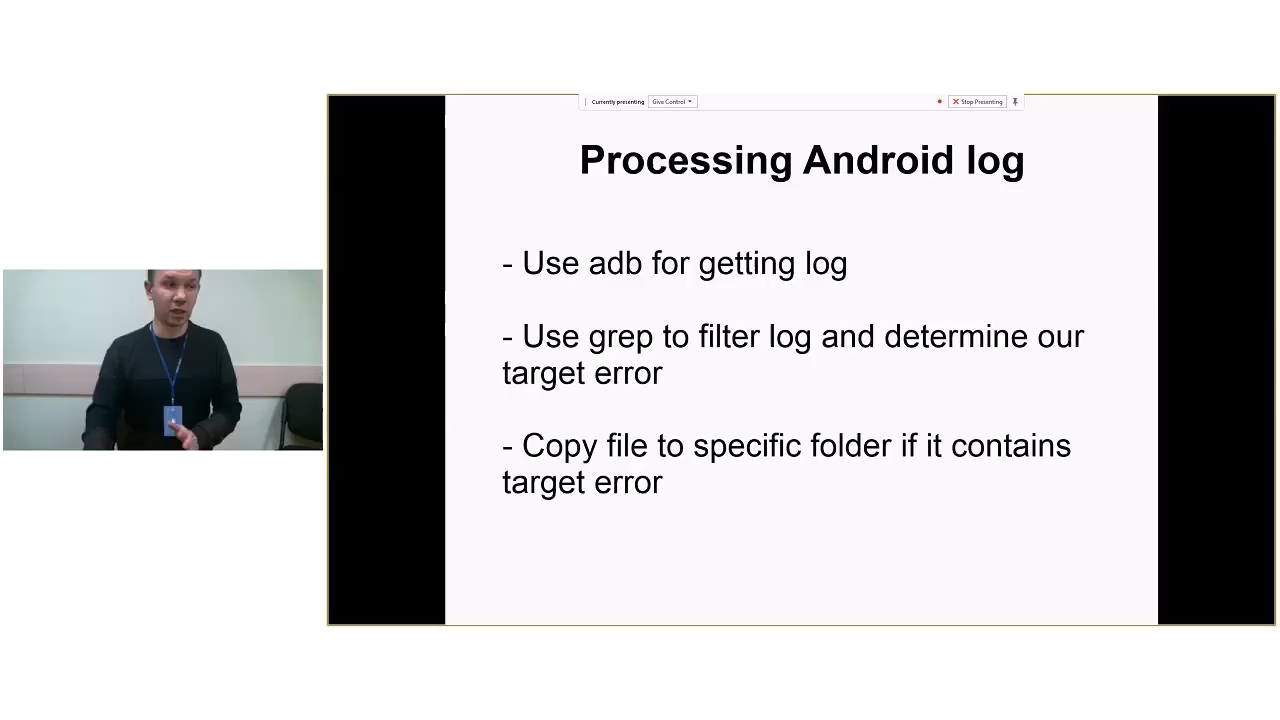 Currently presenting Give Control Stop Presenting
Processing Android log
- Use adb for getting log
- Use grep to filter log and determine our
target error
- Copy file to specific folder if it contains
target error